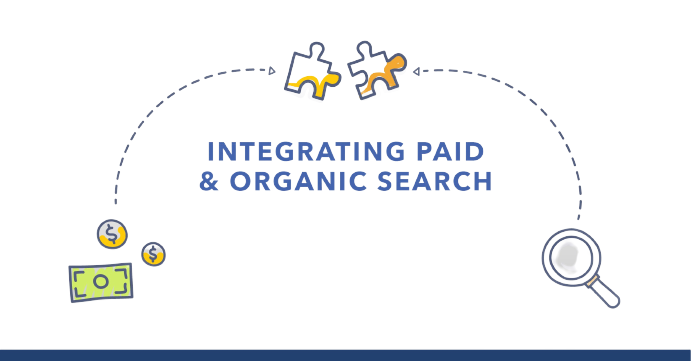 INTEGRATING PAID
& ORGANIC SEARCH
$
$